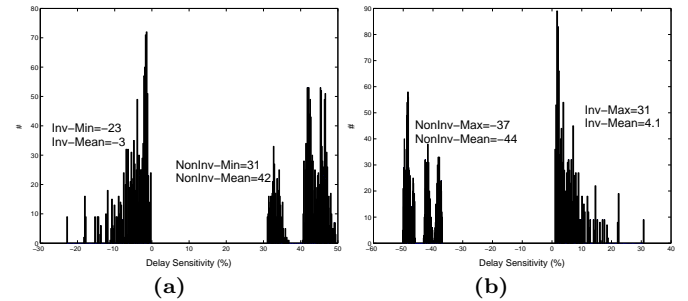 80
70
60
50
40
30
20
10
0
#
Inv−Min=−23
Inv−Mean=−3
NonInv−Min=31
NonInv−Mean=42
−30 −20 −10 0 10 20 30 40 50
Delay Sensitivity (%)
(a)
90
80
70
60
50
40
30
20
10
0
#
NonInv−Max=−37
NonInv−Mean=−44
Inv−Max=31
Inv−Mean=4.1
−60 −50 −40 −30 −20 −10 0 10 20 30 40
Delay Sensitivity (%)
(b)